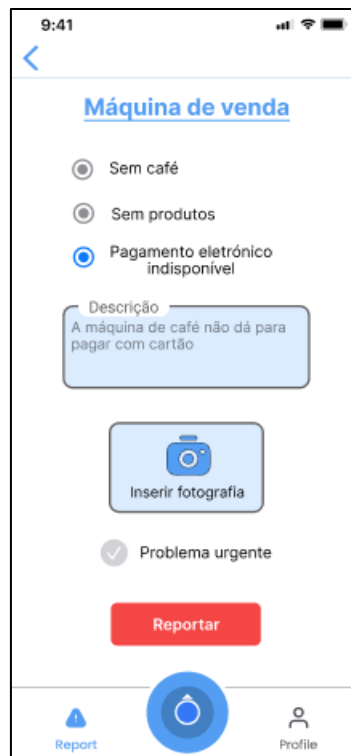 9:41
Máquina de venda
Sem café
Sem produtos
Pagamento eletrónico
indisponível
Descrição
A máquina de café não dá para
pagar com cartão
Inserir fotografia
Problema urgente
Reportar
Report
Profile